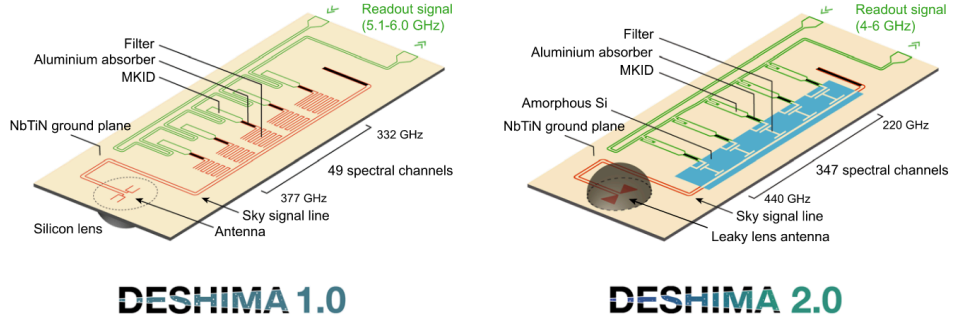 Readout signal
(5.1-6.0 GHz)
Filter
Aluminium absorber
MKID
NbTiN ground plane
332 GHz
49 spectral channels
377 GHz
Sky signal line
Antenna
Silicon lens
DESHIMA 1.0
Readout signal
(4-6 GHz)
Filter
Aluminium absorber
MKID
Amorphous Si
NbTiN ground plane
220 GHz
347 spectral channels
440 GHz
Sky signal line
Leaky lens antenna
DESHIMA 2.0